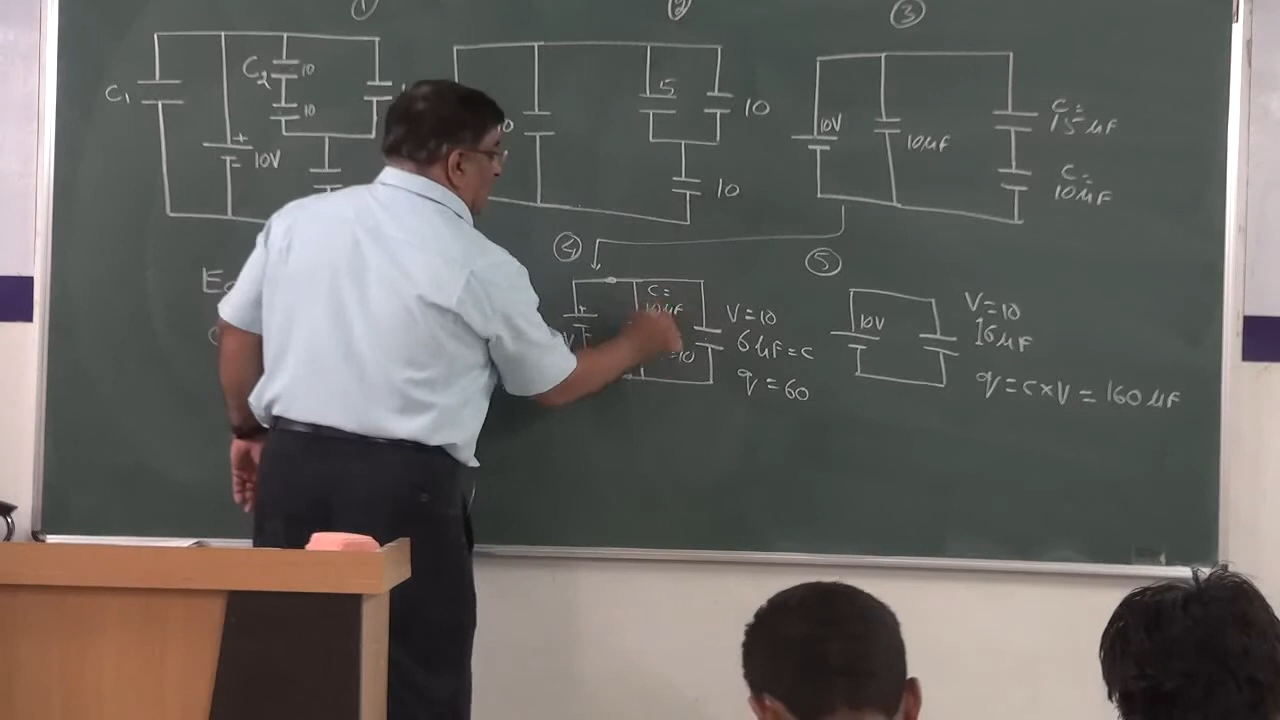 ①
②
③
C₁
C₂
10
10
+
10V
5
10
10
10V
10μF
C=
15μF
C=
10μF
④
⑤
+
C=
10μF
V=10
6μF=C
q=60
10V
V=10
16μF
q=C×V=160μF